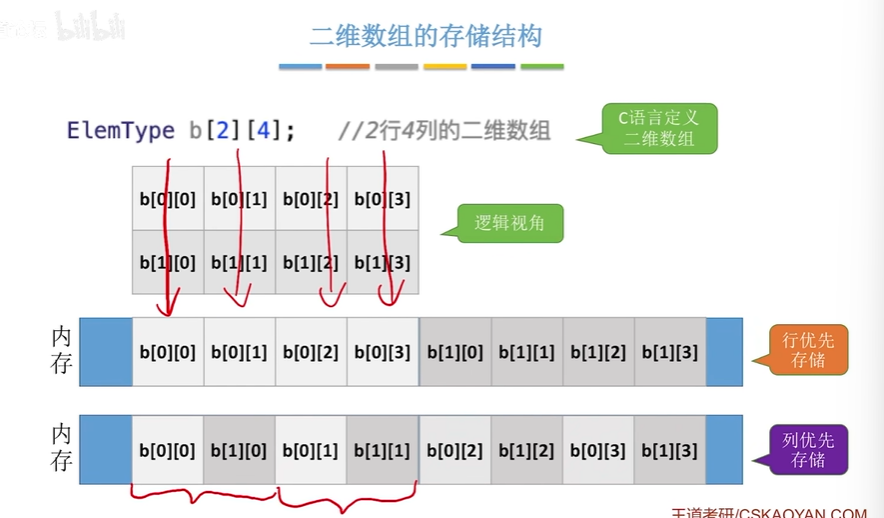 bilibili
二维数组的存储结构
ElemType b[2][4]; //2行4列的二维数组
C语言定义
二维数组
b[0][0] b[0][1] b[0][2] b[0][3]
b[1][0] b[1][1] b[1][2] b[1][3]
逻辑视角
内
存
b[0][0] b[0][1] b[0][2] b[0][3] b[1][0] b[1][1] b[1][2] b[1][3]
行优先
存储
内
存
b[0][0] b[1][0] b[0][1] b[1][1] b[0][2] b[1][2] b[0][3] b[1][3]
列优先
存储
王道考研/CSKAOYAN.COM